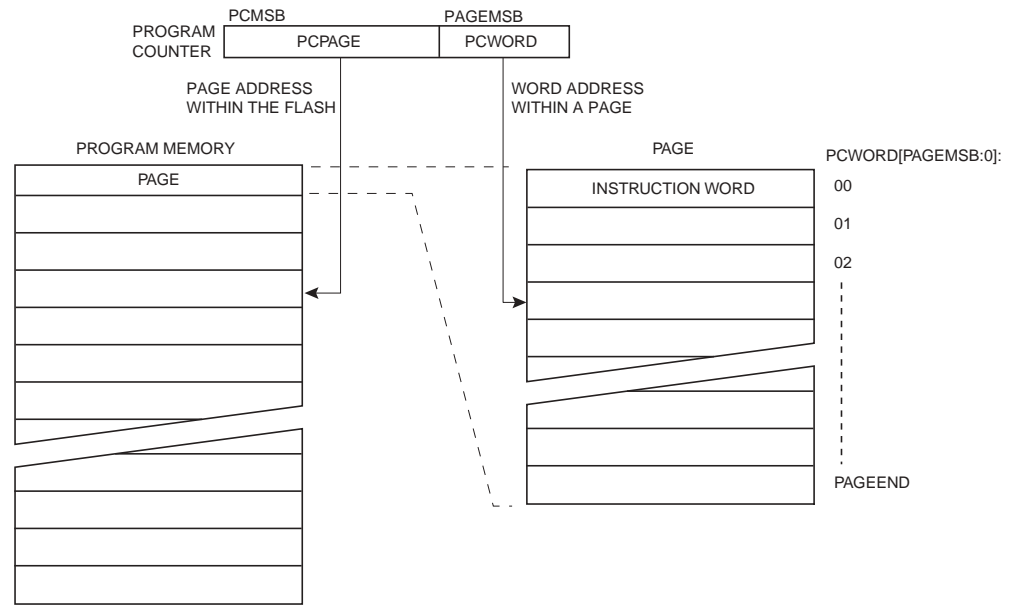 PCMSB PAGEMSB
PROGRAM
COUNTER
PCPAGE PCWORD
PAGE ADDRESS
WITHIN THE FLASH
WORD ADDRESS
WITHIN A PAGE
PROGRAM MEMORY
PAGE
PAGE
INSTRUCTION WORD
PCWORD[PAGEMSB:0]:
00
01
02
PAGEEND